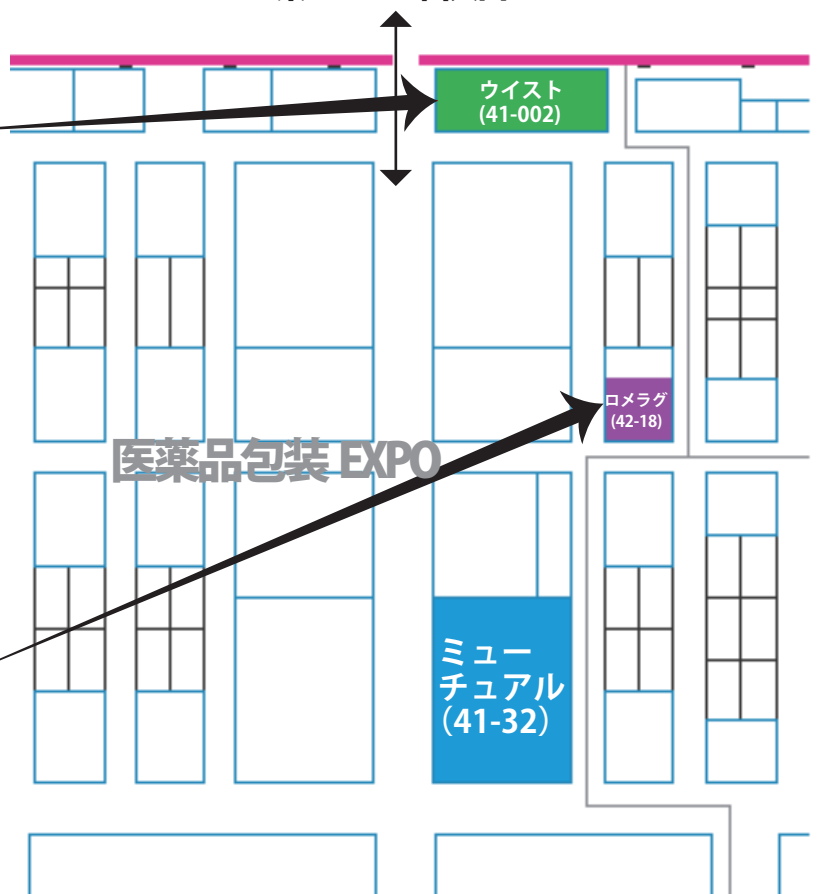 ウイスト
(41-002)
ロメラグ
(42-18)
医薬品包装 EXPO
ミュー
チュアル
（41-32）